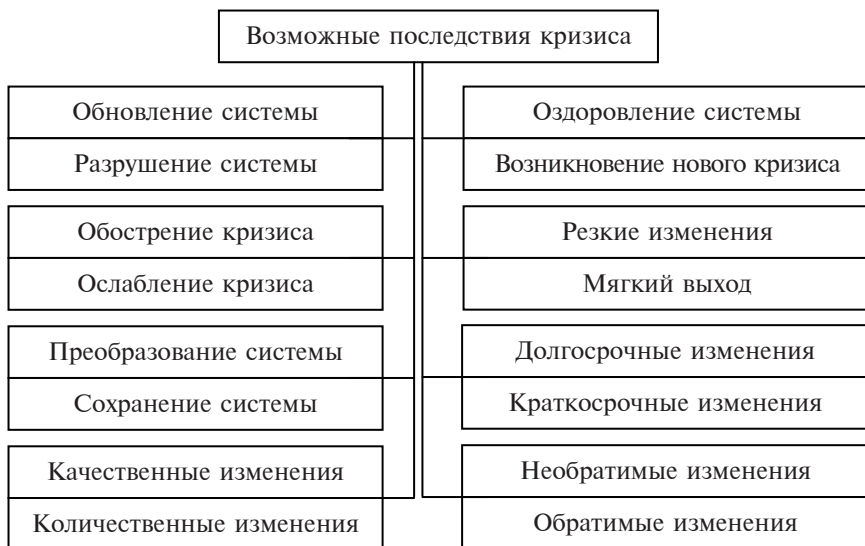 Возможные последствия кризиса
Обновление системы
Разрушение системы
Обострение кризиса
Ослабление кризиса
Преобразование системы
Сохранение системы
Качественные изменения
Количественные изменения
Оздоровление системы
Возникновение нового кризиса
Резкие изменения
Мягкий выход
Долгосрочные изменения
Краткосрочные изменения
Необратимые изменения
Обратимые изменения